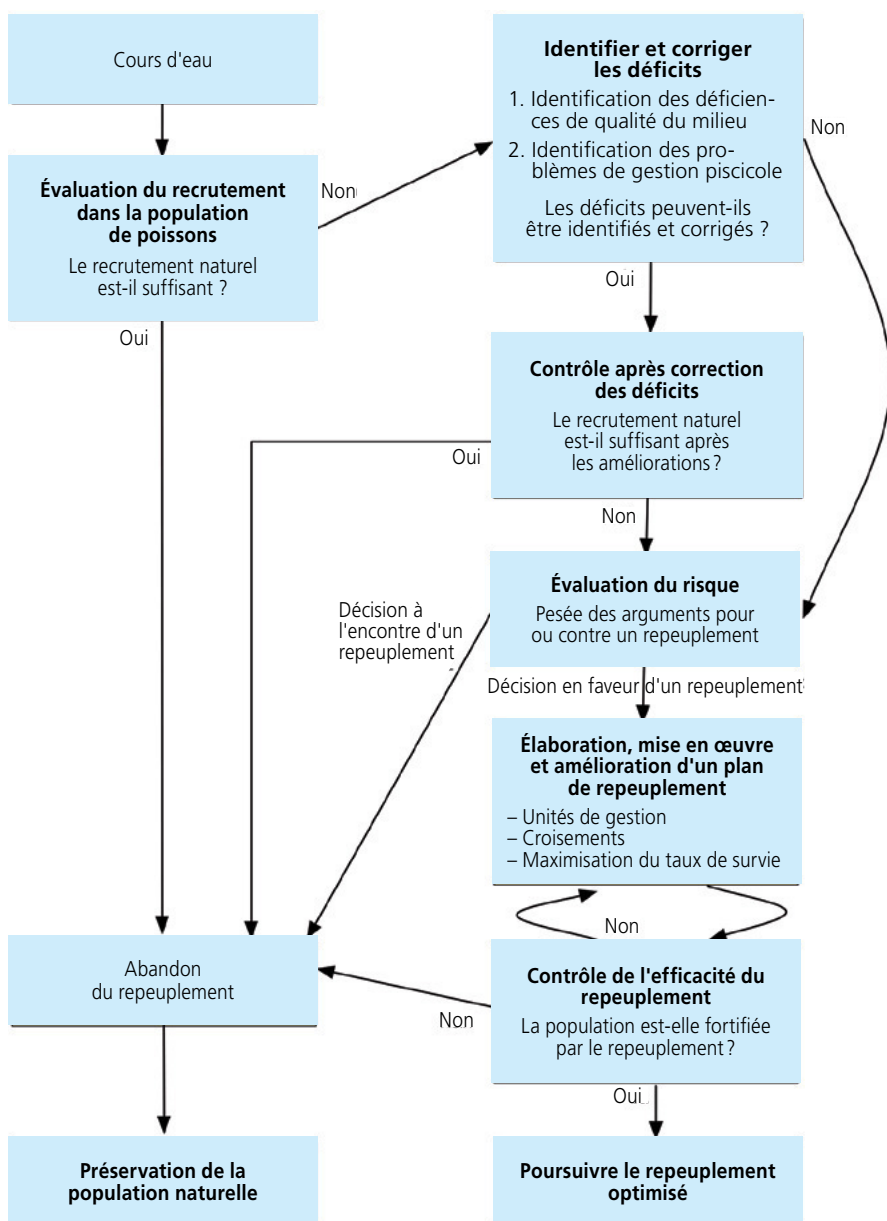 Cours d'eau
Évaluation du recrutement
dans la population
de poissons
Le recrutement naturel
est-il suffisant ?
Non
Oui
Identifier et corriger
les déficits
1. Identification des déficien-
ces de qualité du milieu
2. Identification des pro-
blèmes de gestion piscicole
Les déficits peuvent-ils
être identifiés et corrigés ?
Non
Oui
Contrôle après correction
des déficits
Le recrutement naturel
est-il suffisant après
les améliorations ?
Oui
Non
Évaluation du risque
Pesée des arguments pour
ou contre un repeuplement
Décision à
l'encontre d'un
repeuplement
Décision en faveur d'un repeuplement
Élaboration, mise en œuvre
et amélioration d'un plan
de repeuplement
– Unités de gestion
– Croisements
– Maximisation du taux de survie
Non
Abandon
du repeuplement
Contrôle de l'efficacité du
repeuplement
La population est-elle fortifiée
par le repeuplement ?
Non
Oui
Préservation de la
population naturelle
Poursuivre le repeuplement
optimisé